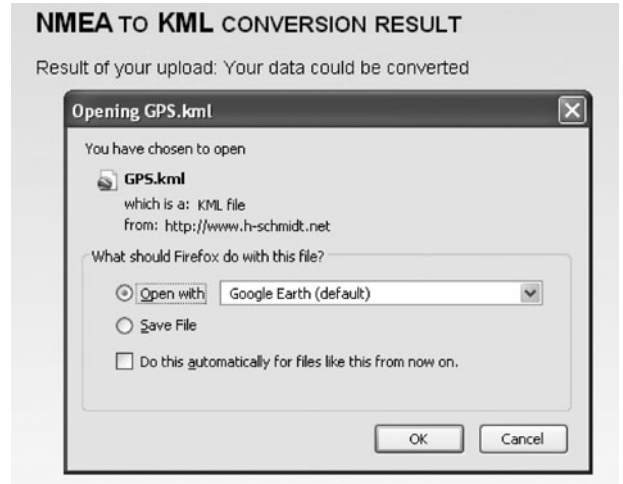 NMEA TO KML CONVERSION RESULT
Result of your upload: Your data could be converted
Opening GPS.kml
You have chosen to open
GPS.kml
which is a: KML file
from: http://www.h-schmidt.net
What should Firefox do with this file?
Open with Google Earth (default)
Save File
Do this automatically for files like this from now on.
OK Cancel